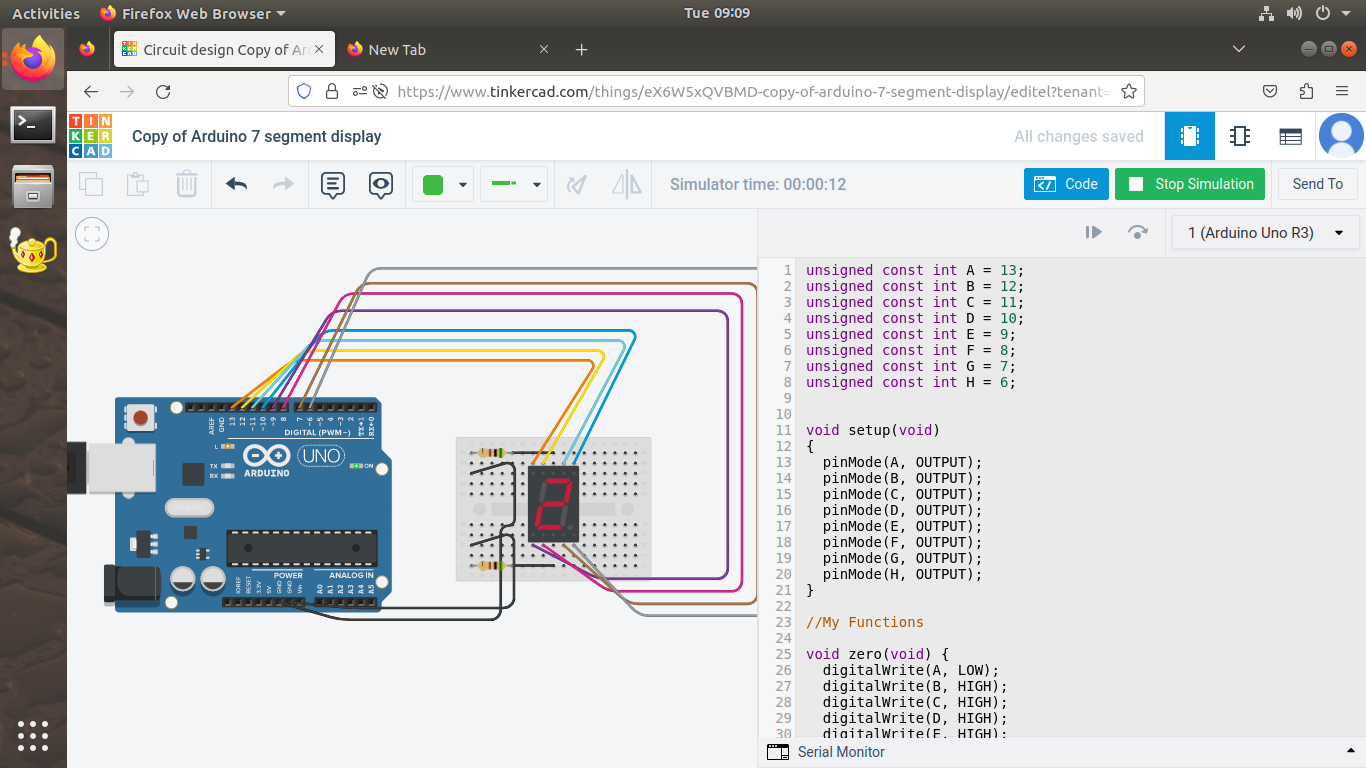 Activities
Firefox Web Browser
Tue 09:09
Circuit design Copy of Ar
New Tab
https://www.tinkercad.com/things/eX6W5xQVBMD-copy-of-arduino-7-segment-display/editel?tenant=
TIN
KER
CAD
Copy of Arduino 7 segment display
All changes saved
Simulator time: 00:00:12
Code
Stop Simulation
Send To
1 (Arduino Uno R3)
AREF
GND
13
12
~11
~10
~9
8
7
~6
~5
4
~3
2
TX→1
RX←0
DIGITAL (PWM~)
L
TX
RX
ARDUINO
UNO
ON
IOREF
RESET
3.3V
5V
GND
GND
Vin
POWER
ANALOG IN
A0
A1
A2
A3
A4
A5
2
1 unsigned const int A = 13;
2 unsigned const int B = 12;
3 unsigned const int C = 11;
4 unsigned const int D = 10;
5 unsigned const int E = 9;
6 unsigned const int F = 8;
7 unsigned const int G = 7;
8 unsigned const int H = 6;
9
10
11 void setup(void)
12 {
13 pinMode(A, OUTPUT);
14 pinMode(B, OUTPUT);
15 pinMode(C, OUTPUT);
16 pinMode(D, OUTPUT);
17 pinMode(E, OUTPUT);
18 pinMode(F, OUTPUT);
19 pinMode(G, OUTPUT);
20 pinMode(H, OUTPUT);
21 }
22
23 //My Functions
24
25 void zero(void) {
26 digitalWrite(A, LOW);
27 digitalWrite(B, HIGH);
28 digitalWrite(C, HIGH);
29 digitalWrite(D, HIGH);
30 digitalWrite(E, HIGH);
Serial Monitor